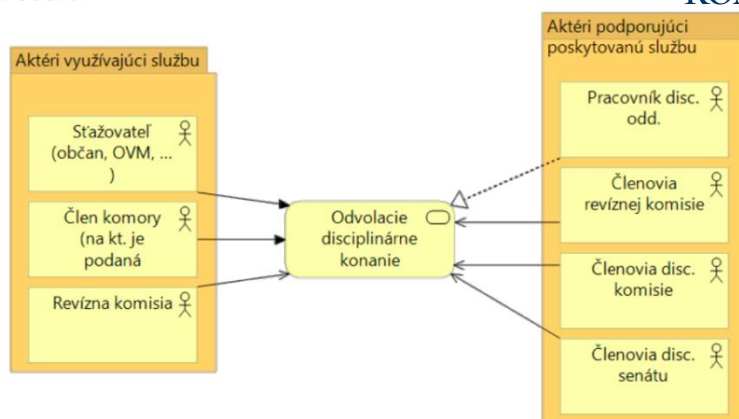 Aktéri využívajúci službu
Sťažovateľ
(občan, OVM, ...
)
Člen komory
(na kt. je
podaná
Revízna komisia
Odvolacie
disciplinárne
konanie
Aktéri podporujúci
poskytovanú službu
Pracovník disc.
odd.
Členovia
revíznej komisie
Členovia disc.
komisie
Členovia disc.
senátu